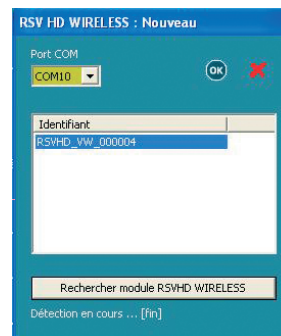 RSV HD WIRELESS : Nouveau
Port COM
COM10
OK
Identifiant
RSVHD_VW_000004
Rechercher module RSVHD WIRELESS
Détection en cours ... [fin]